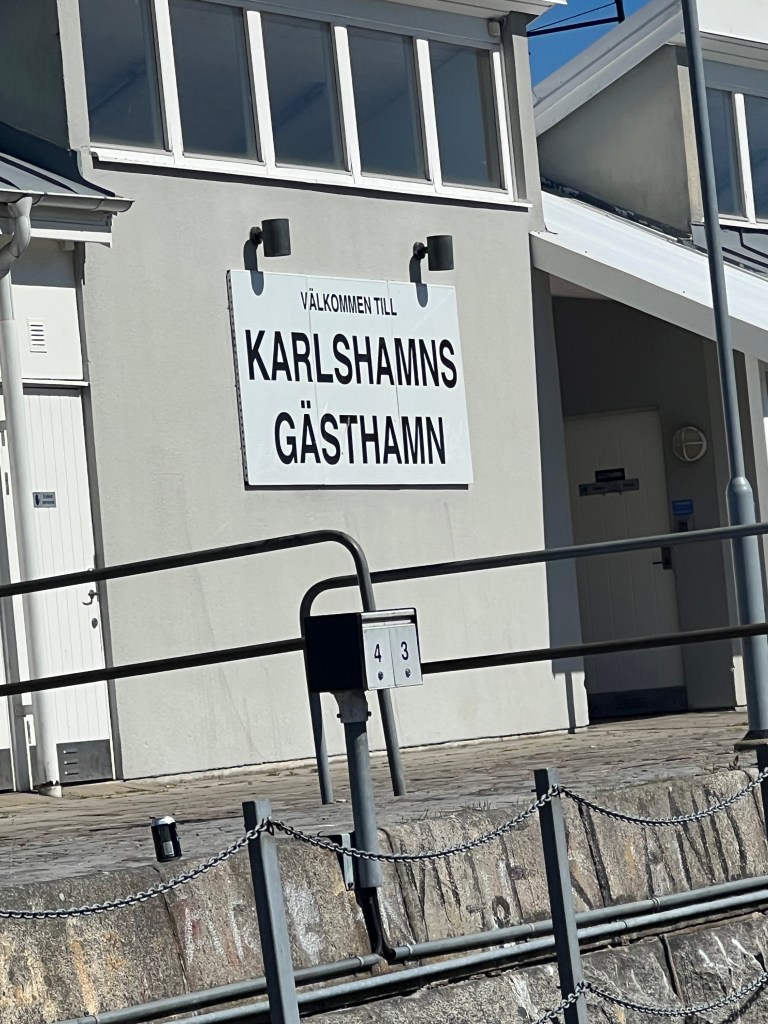 VÄLKOMMEN TILL
KARLSHAMNS
GÄSTHAMN
4 3